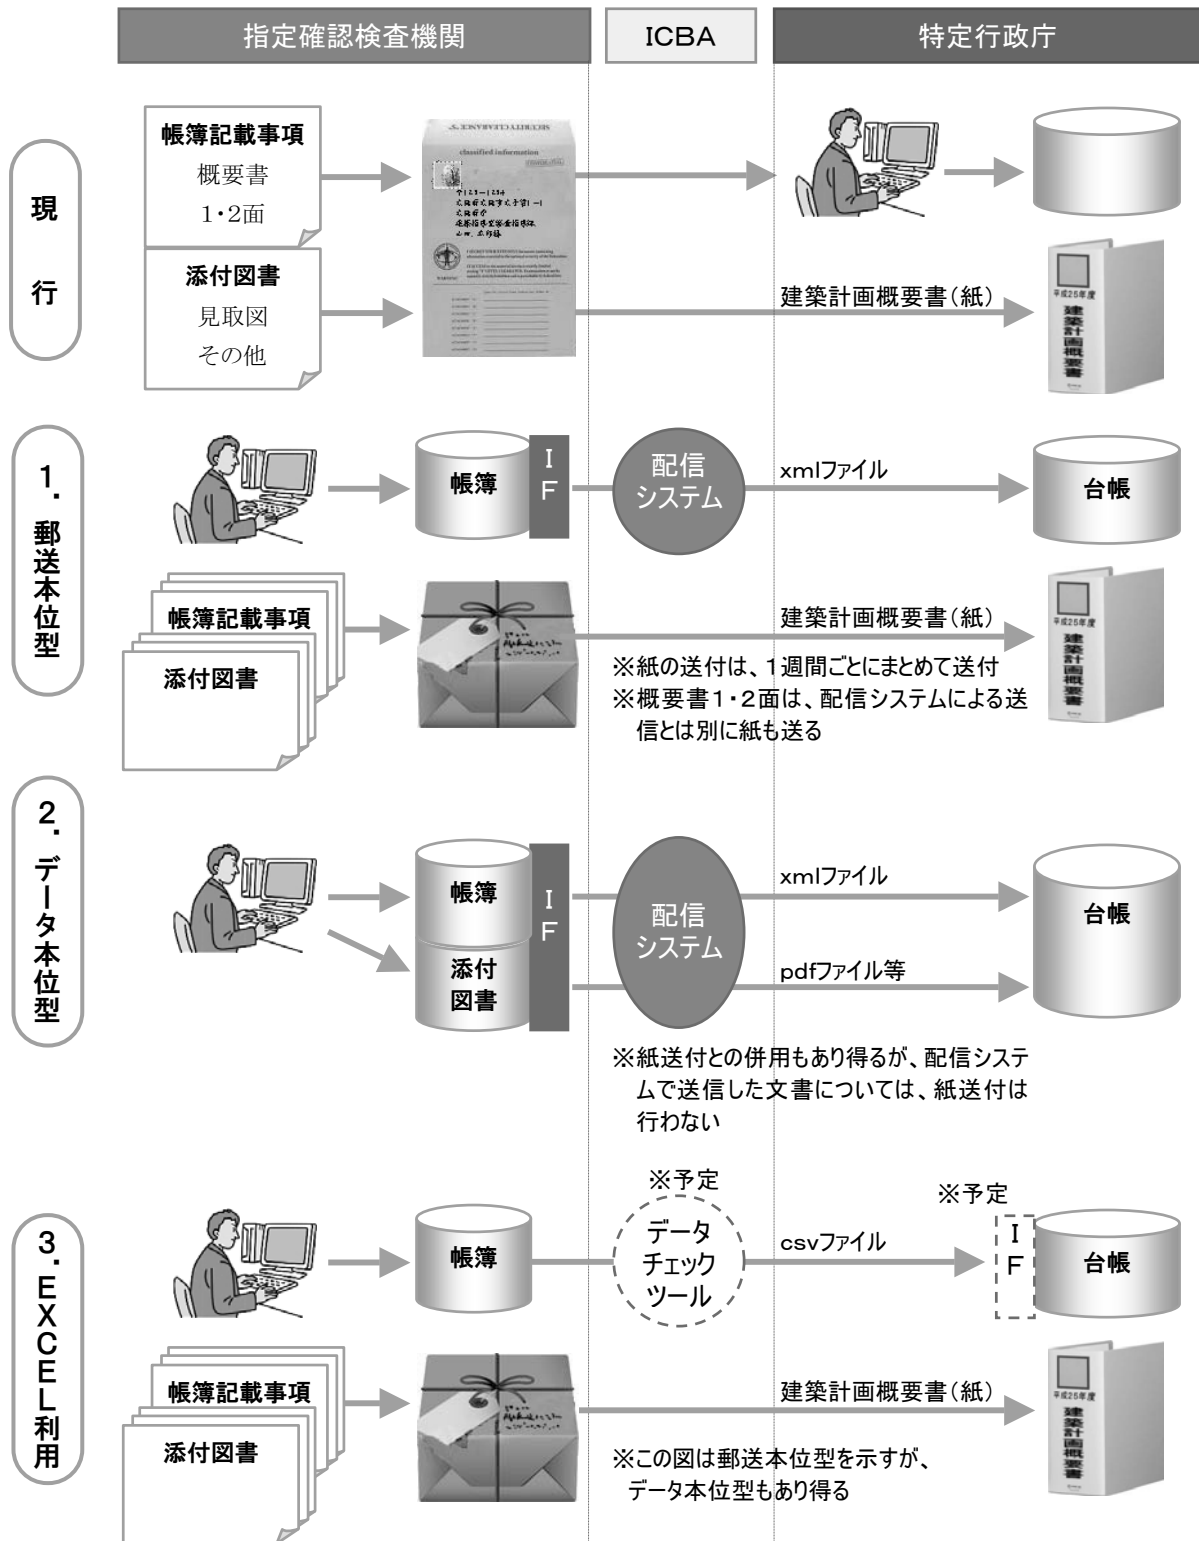 指定確認検査機関
ICBA
特定行政庁
現行
帳簿記載事項
概要書
1・2面
添付図書
見取図
その他
SECURITY CLEARANCE "S"
classified information
〒123-1234
建築計画概要書(紙)
平成25年度
建築計画概要書
1.郵送本位型
帳簿
IF
配信
システム
xmlファイル
台帳
帳簿記載事項
添付図書
建築計画概要書(紙)
※紙の送付は、1週間ごとにまとめて送付
※概要書1・2面は、配信システムによる送
信とは別に紙も送る
平成25年度
建築計画概要書
2.データ本位型
帳簿
添付
図書
IF
配信
システム
xmlファイル
pdfファイル等
台帳
※紙送付との併用もあり得るが、配信システ
ムで送信した文書については、紙送付は
行わない
3.EXCEL利用
帳簿
※予定
データ
チェック
ツール
csvファイル
※予定
IF
台帳
帳簿記載事項
添付図書
建築計画概要書(紙)
※この図は郵送本位型を示すが、
データ本位型もあり得る
平成25年度
建築計画概要書